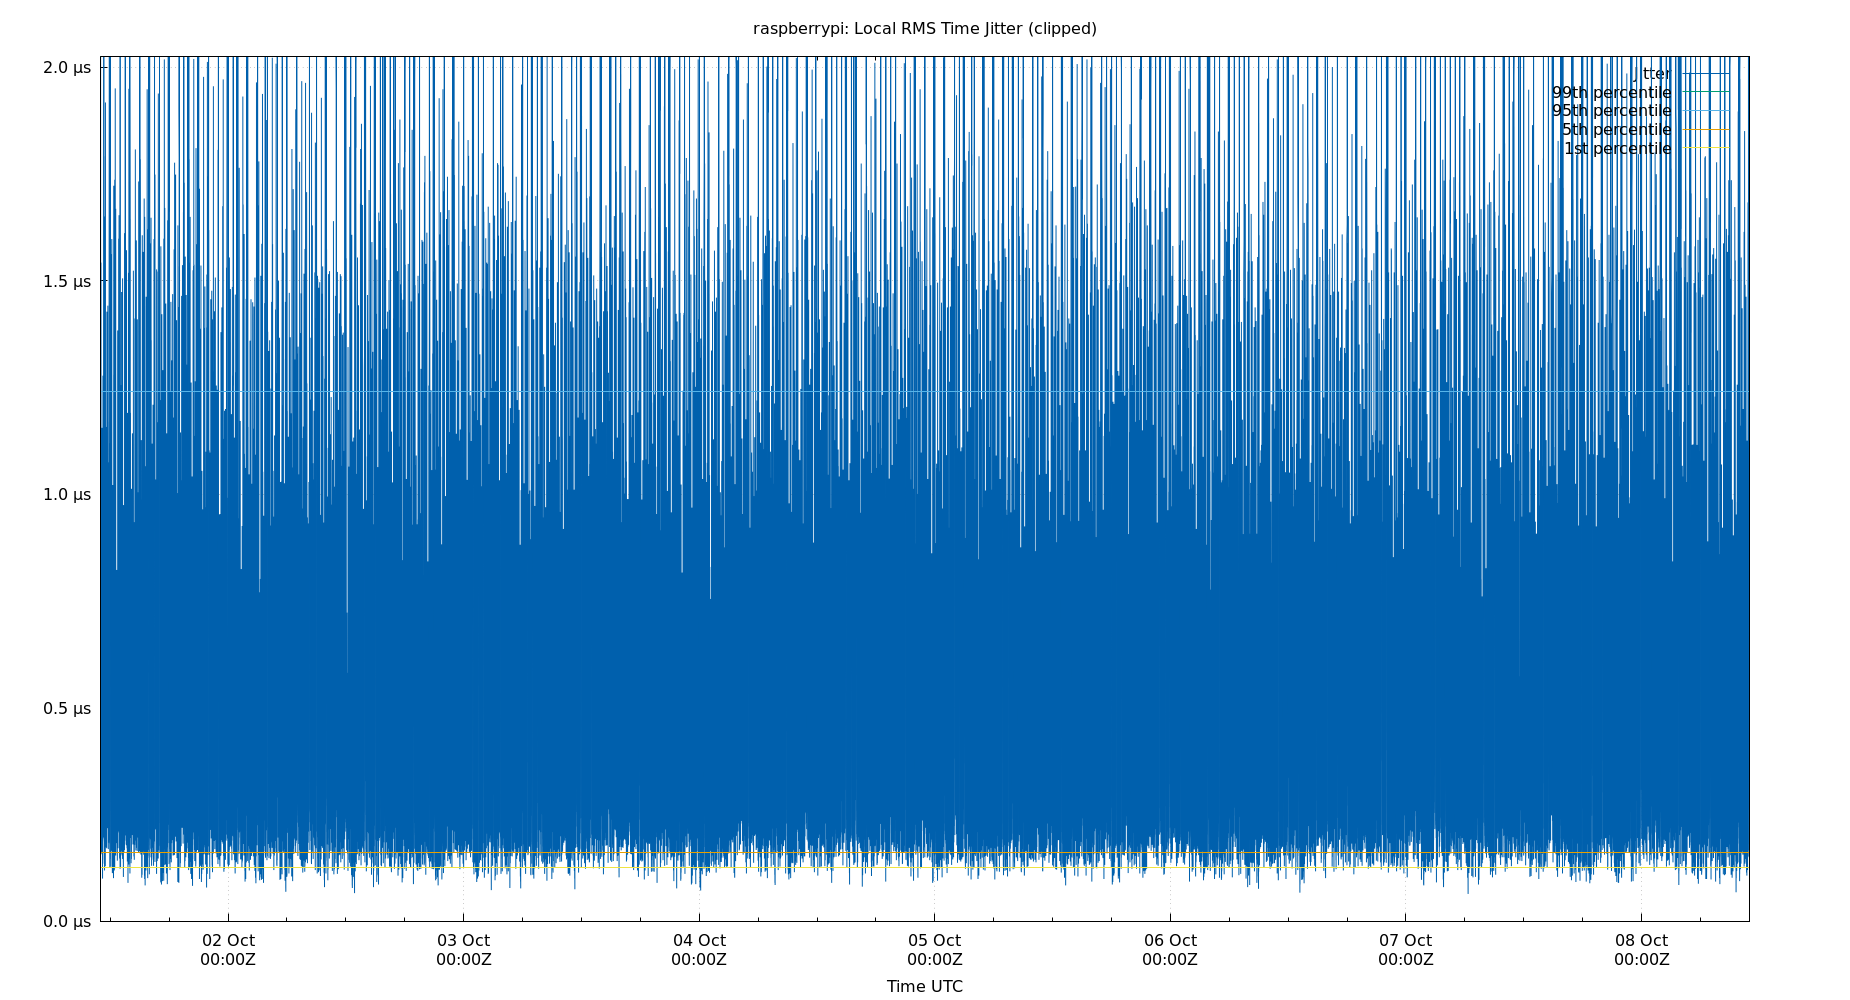 raspberrypi: Local RMS Time Jitter (clipped)
2.0 µs
1.5 µs
1.0 µs
0.5 µs
0.0 µs
Jitter
99th percentile
95th percentile
5th percentile
1st percentile
02 Oct
00:00Z
03 Oct
00:00Z
04 Oct
00:00Z
05 Oct
00:00Z
06 Oct
00:00Z
07 Oct
00:00Z
08 Oct
00:00Z
Time UTC